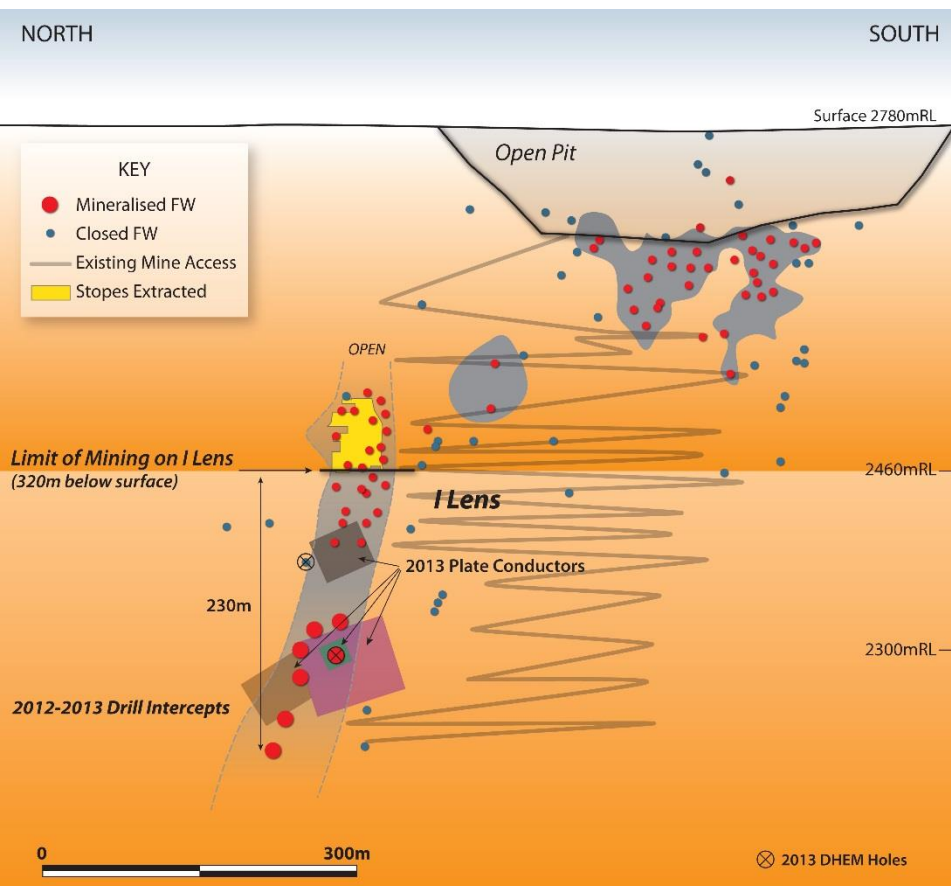 NORTH
SOUTH
Surface 2780mRL
Open Pit
KEY
Mineralised FW
Closed FW
Existing Mine Access
Stopes Extracted
OPEN
Limit of Mining on I Lens
(320m below surface)
2460mRL
I Lens
2013 Plate Conductors
230m
2300mRL
2012-2013 Drill Intercepts
0
300m
2013 DHEM Holes